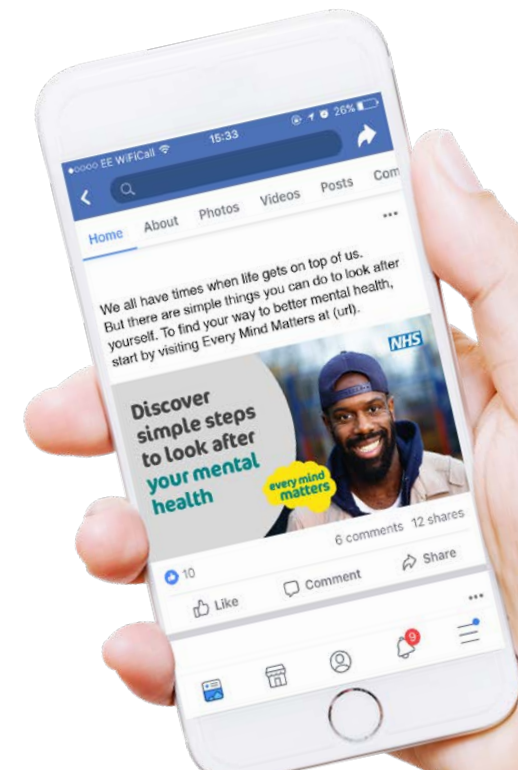 EE WiFiCall 15:33 26%
Home About Photos Videos Posts Com
We all have times when life gets on top of us.
But there are simple things you can do to look after
yourself. To find your way to better mental health,
start by visiting Every Mind Matters at (url).
NHS
Discover
simple steps
to look after
your mental
health
every mind
matters
10
6 comments 12 shares
Like Comment Share
9